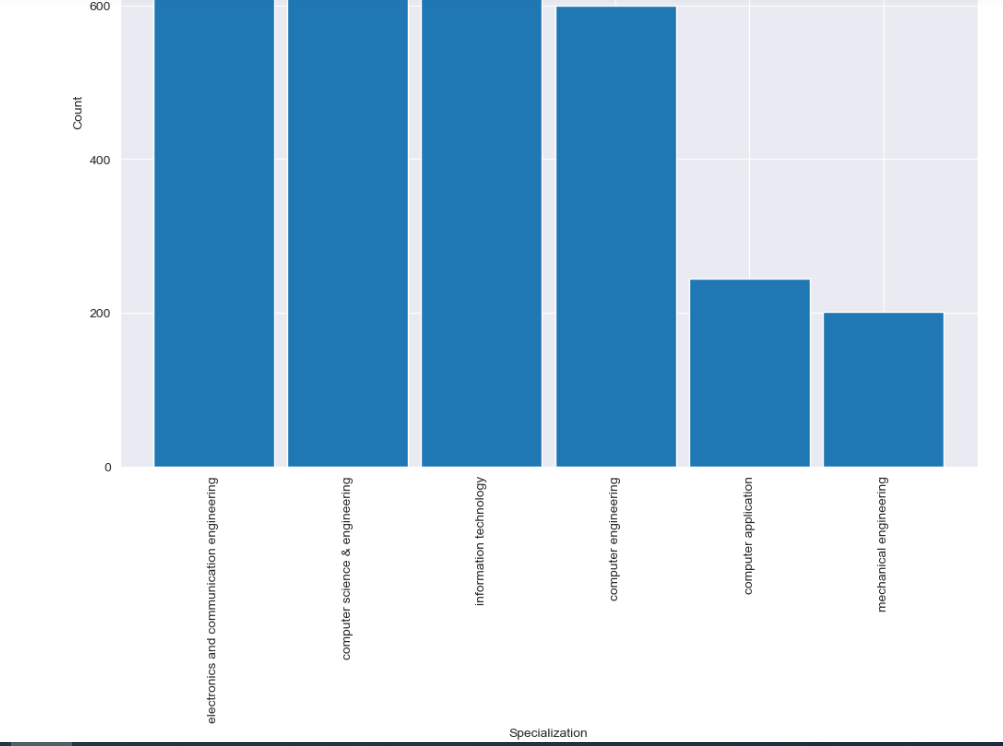 600
Count
400
200
0
electronics and communication engineering
computer science & engineering
information technology
computer engineering
computer application
mechanical engineering
Specialization